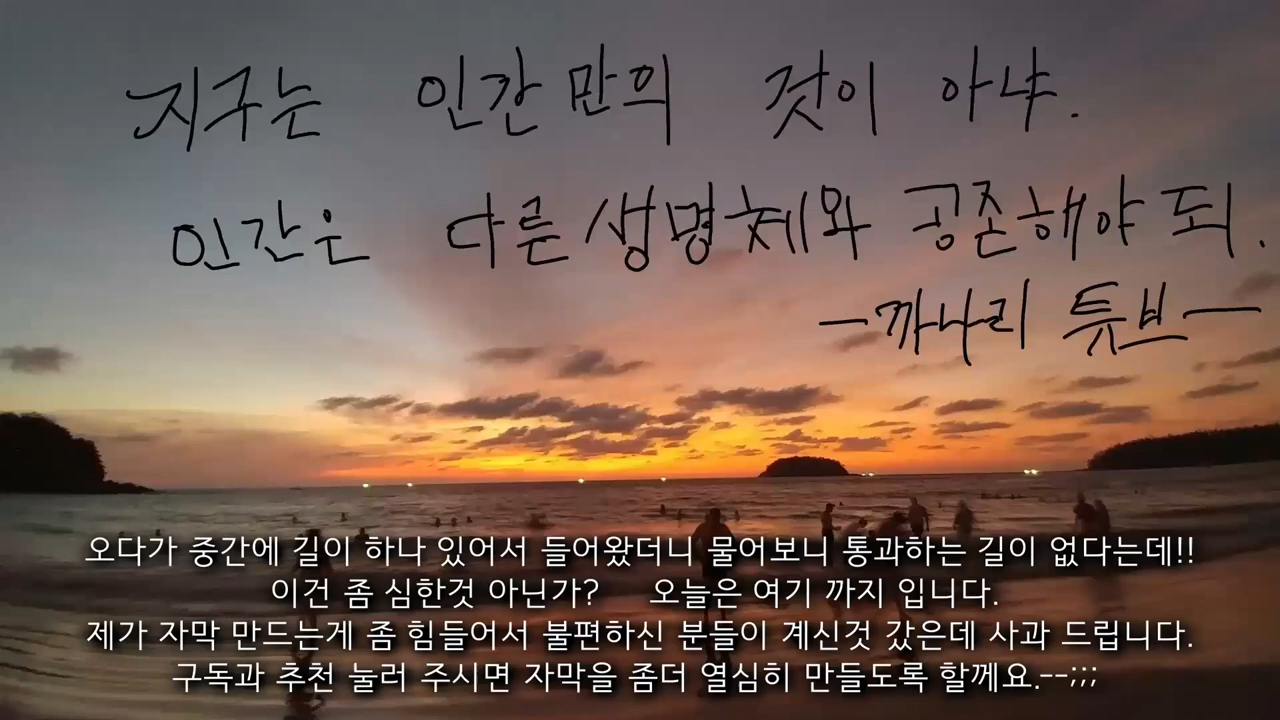 지구는 인간만의 것이 아냐.
인간은 다른 생명체와 공존해야 되.
-까나리 튜브-
오다가 중간에 길이 하나 있어서 들어왔더니 물어보니 통과하는 길이 없다는데!!
이건 좀 심한것 아닌가? 오늘은 여기 까지 입니다.
제가 자막 만드는게 좀 힘들어서 불편하신 분들이 계신것 갔은데 사과 드립니다.
구독과 추천 눌러 주시면 자막을 좀더 열심히 만들도록 할께요.--;;;